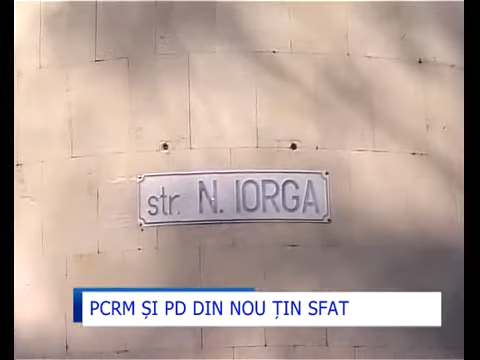 str. N. IORGA
PCRM ȘI PD DIN NOU ȚIN SFAT